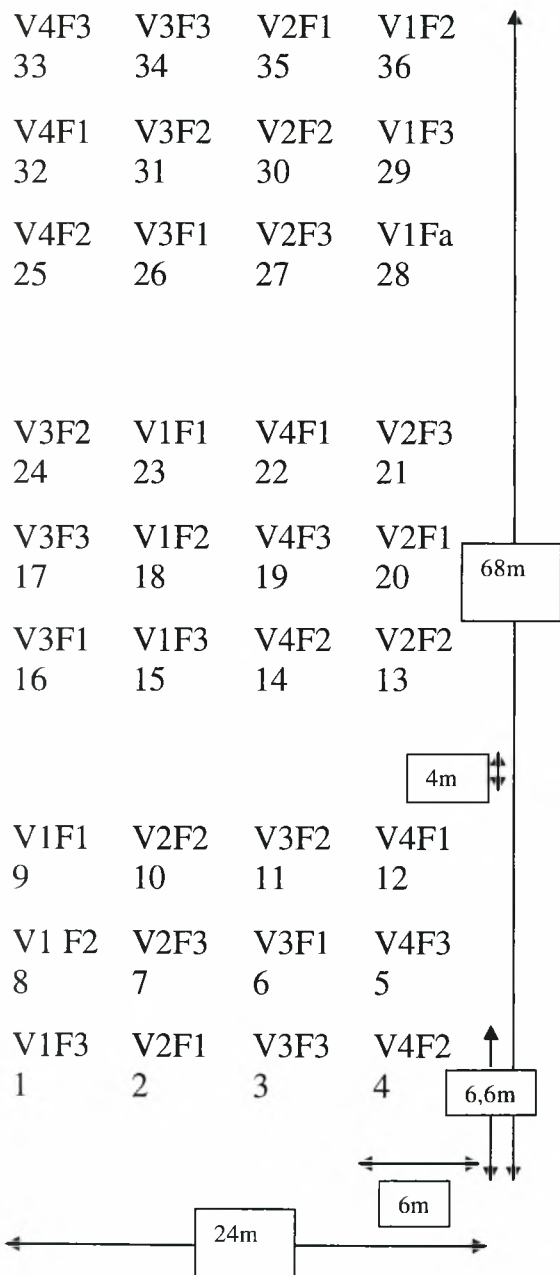 V4F3 V3F3 V2F1 V1F2
33 34 35 36
V4F1 V3F2 V2F2 V1F3
32 31 30 29
V4F2 V3F1 V2F3 V1Fa
25 26 27 28
V3F2 V1F1 V4F1 V2F3
24 23 22 21
V3F3 V1F2 V4F3 V2F1
17 18 19 20
68m
V3F1 V1F3 V4F2 V2F2
16 15 14 13
4m
V1F1 V2F2 V3F2 V4F1
9 10 11 12
V1 F2 V2F3 V3F1 V4F3
8 7 6 5
V1F3 V2F1 V3F3 V4F2
1 2 3 4
6,6m
6m
24m